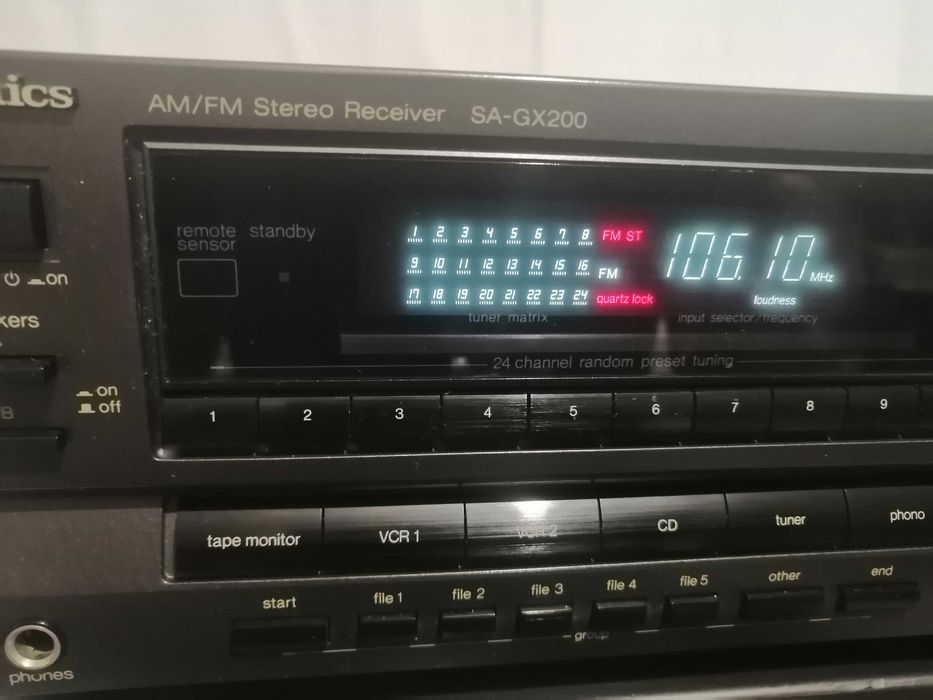 ics
AM/FM Stereo Receiver SA-GX200
remote sensor
standby
1 2 3 4 5 6 7 8 FM ST
9 10 11 12 13 14 15 16 FM
17 18 19 20 21 22 23 24 quartz lock
106.10 MHz
loudness
tuner matrix
input selector/frequency
24 channel random preset tuning
on
kers
on
off
B
1 2 3 4 5 6 7 8 9
tape monitor VCR 1 VCR 2 CD tuner phono
start file 1 file 2 file 3 file 4 file 5 other end
group
phones